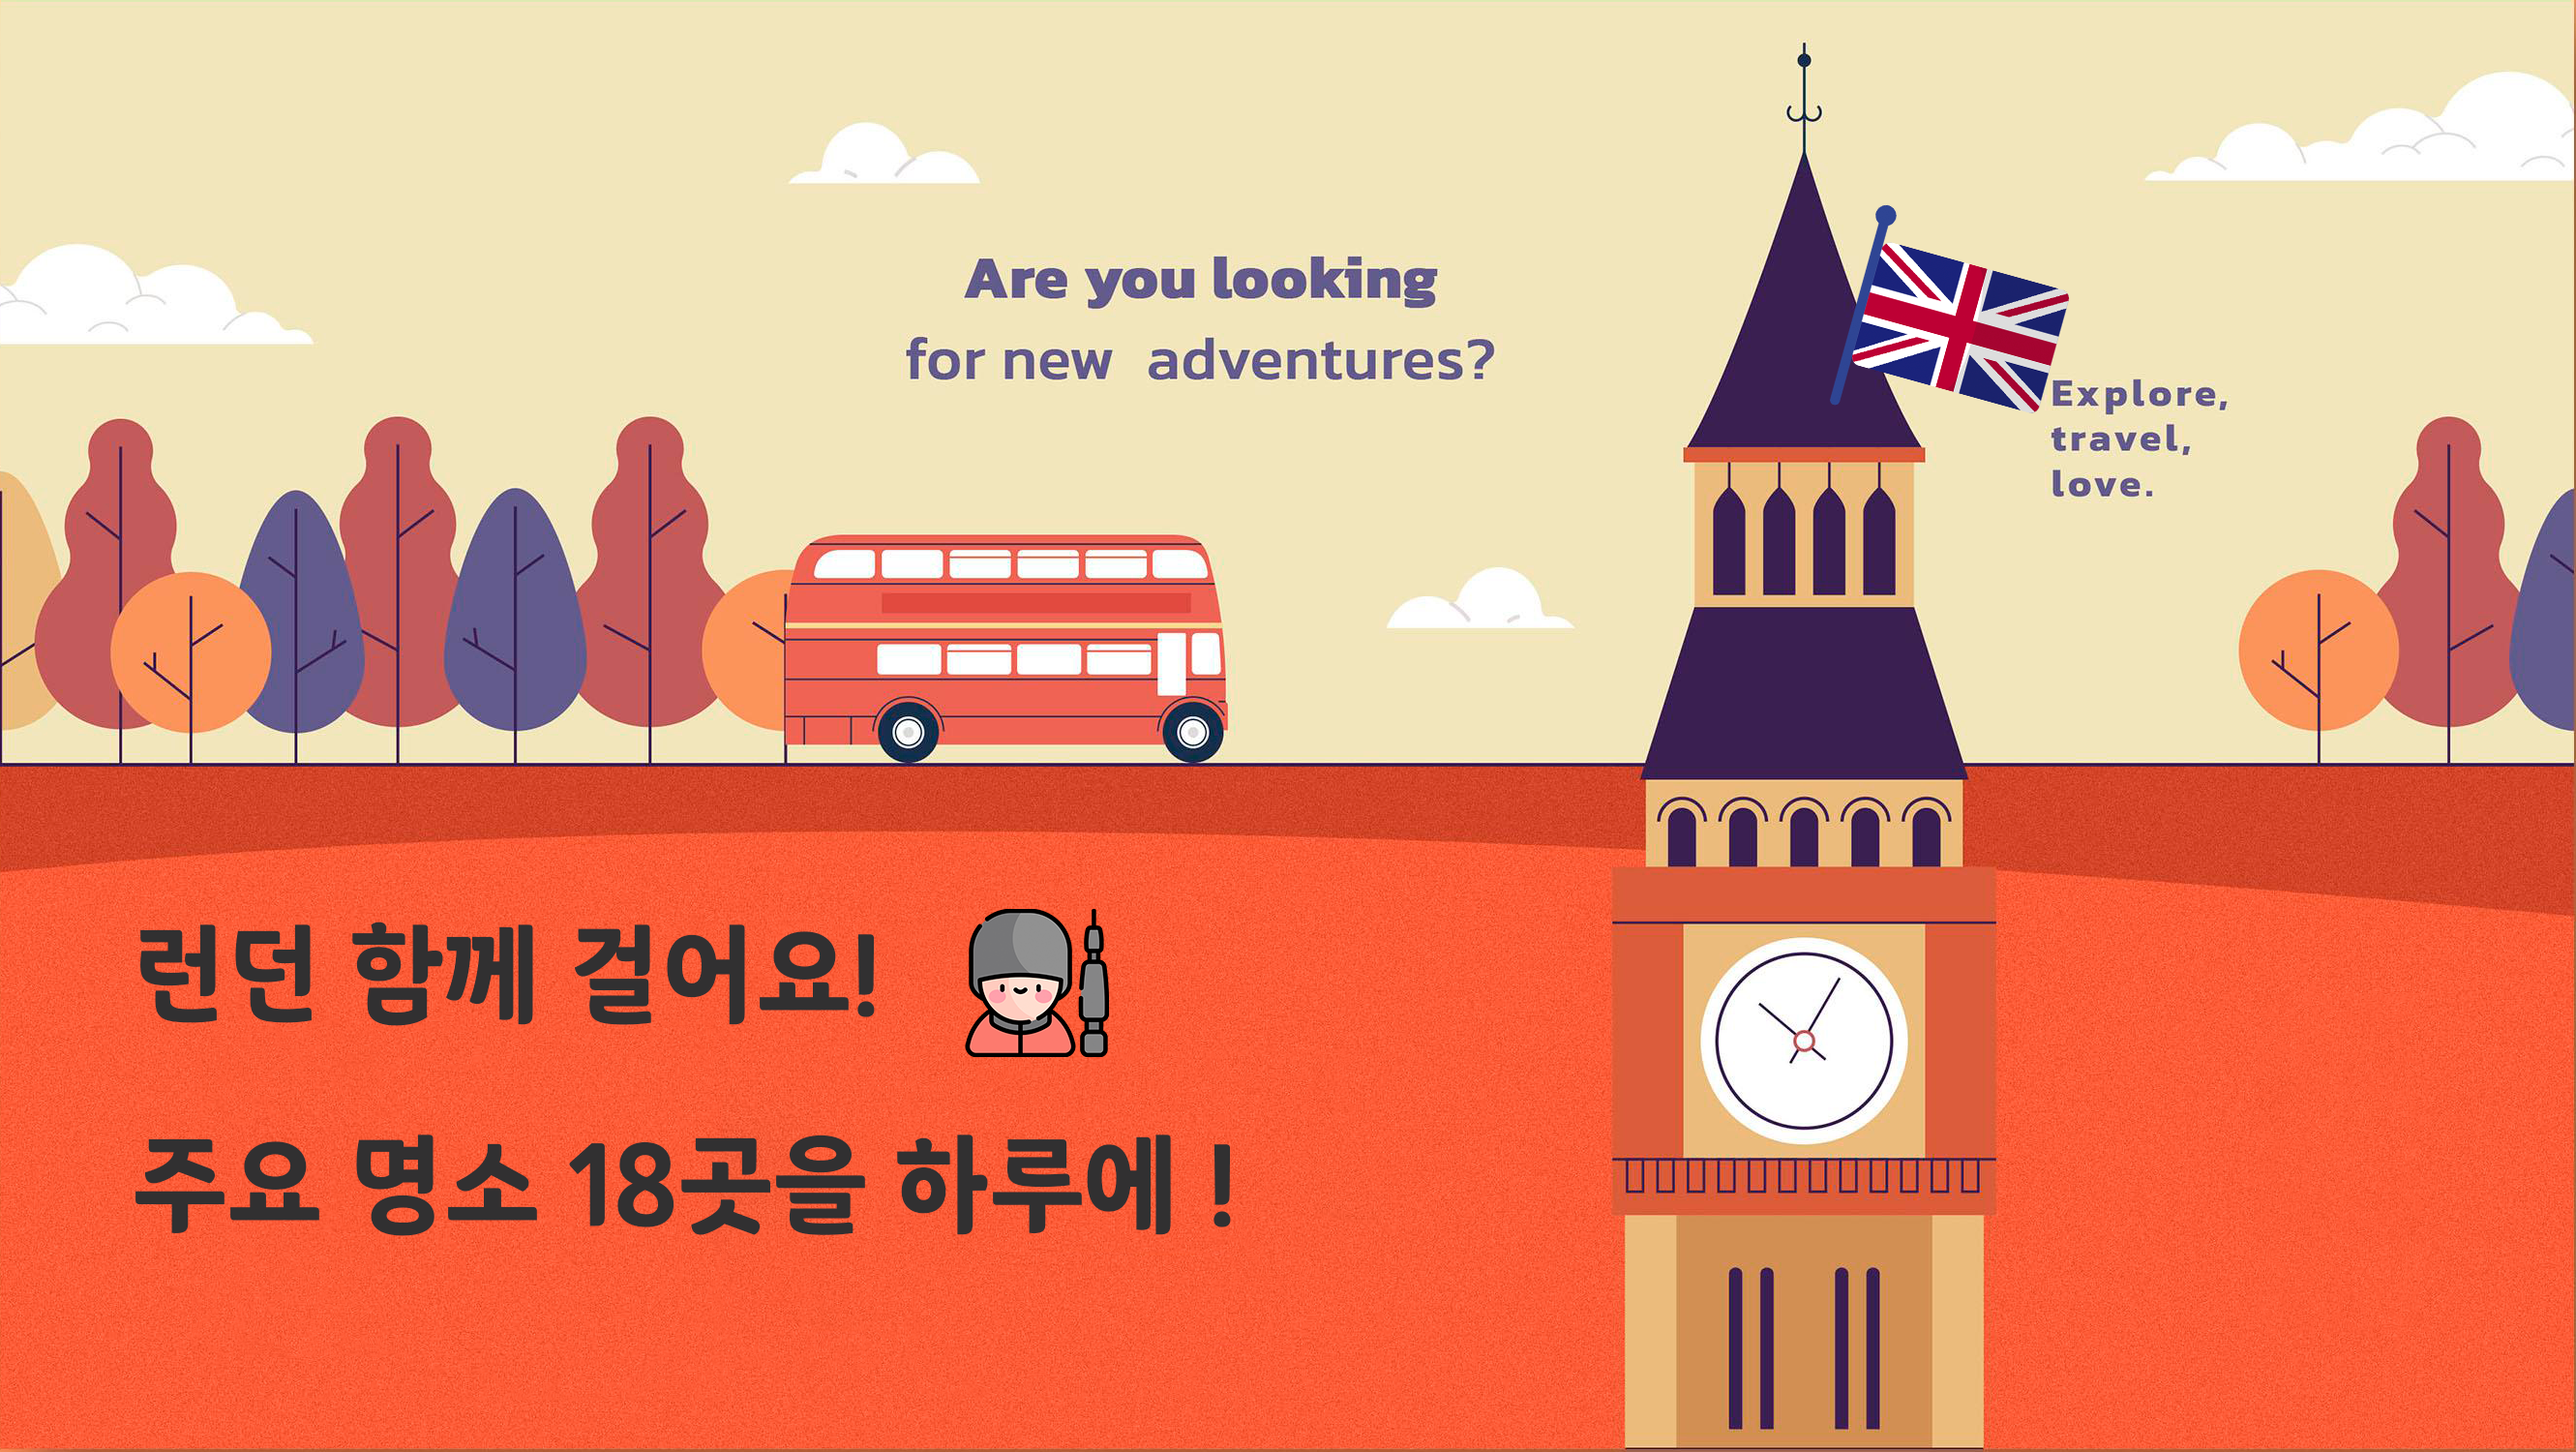 Are you looking
for new adventures?
Explore,
travel,
love.
런던 함께 걸어요!
주요 명소 18곳을 하루에 !